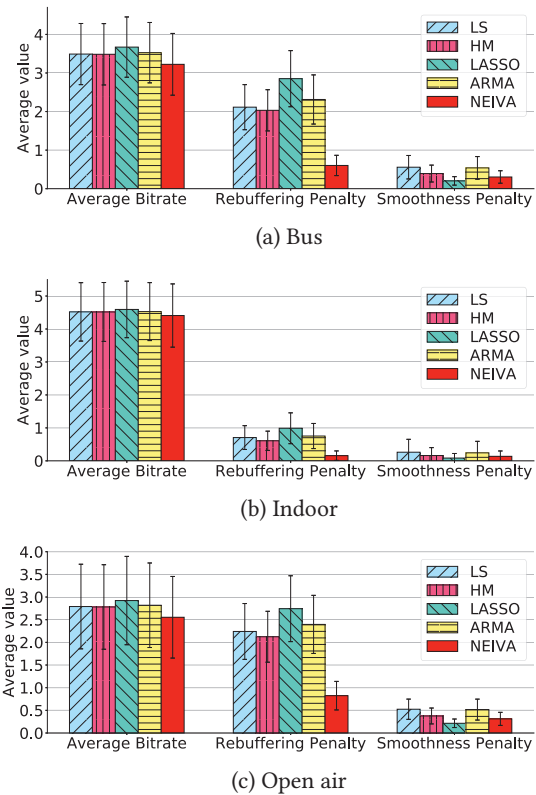 4
3
2
1
0
Average value
LS
HM
LASSO
ARMA
NEIVA
Average Bitrate Rebuffering Penalty Smoothness Penalty
(a) Bus
5
4
3
2
1
0
Average value
LS
HM
LASSO
ARMA
NEIVA
Average Bitrate Rebuffering Penalty Smoothness Penalty
(b) Indoor
4.0
3.5
3.0
2.5
2.0
1.5
1.0
0.5
0.0
Average value
LS
HM
LASSO
ARMA
NEIVA
Average Bitrate Rebuffering Penalty Smoothness Penalty
(c) Open air